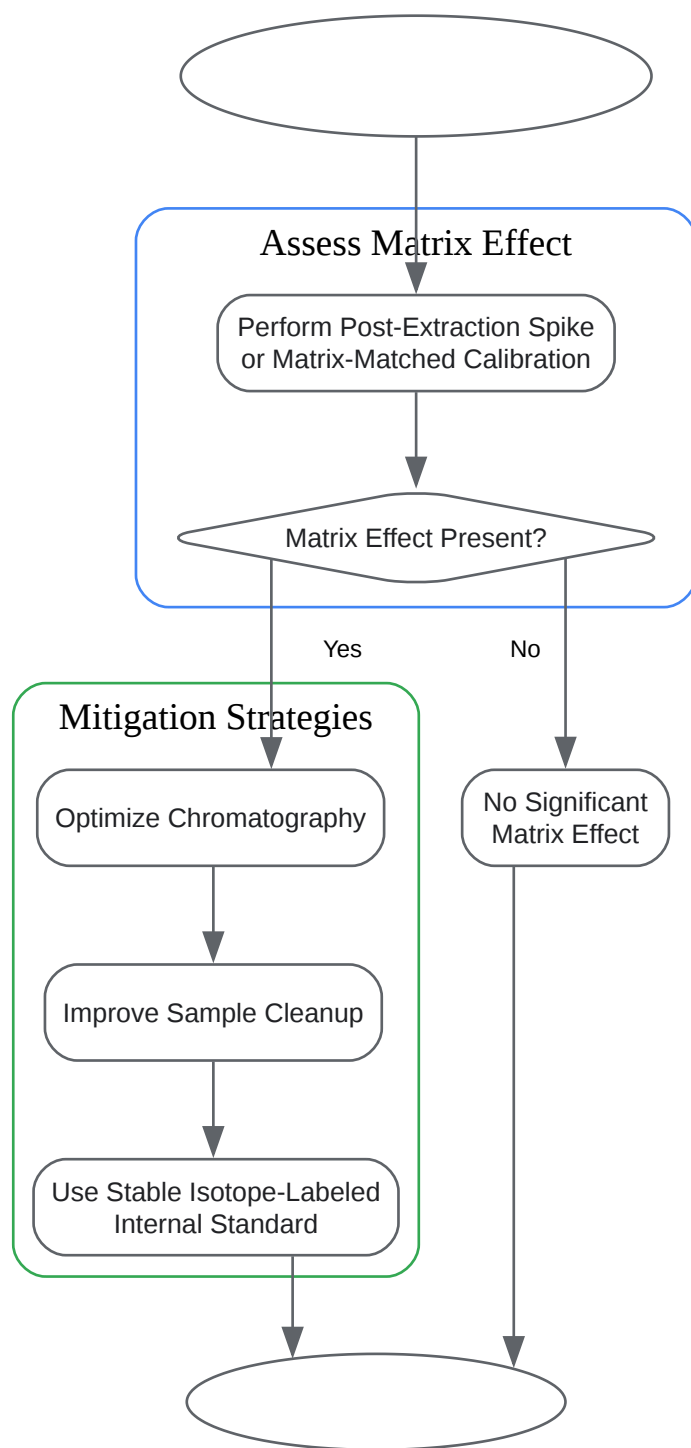 Assess Matrix Effect
Perform Post-Extraction Spike
or Matrix-Matched Calibration
Matrix Effect Present?
Yes
No
Mitigation Strategies
Optimize Chromatography
No Significant
Matrix Effect
Improve Sample Cleanup
Use Stable Isotope-Labeled
Internal Standard